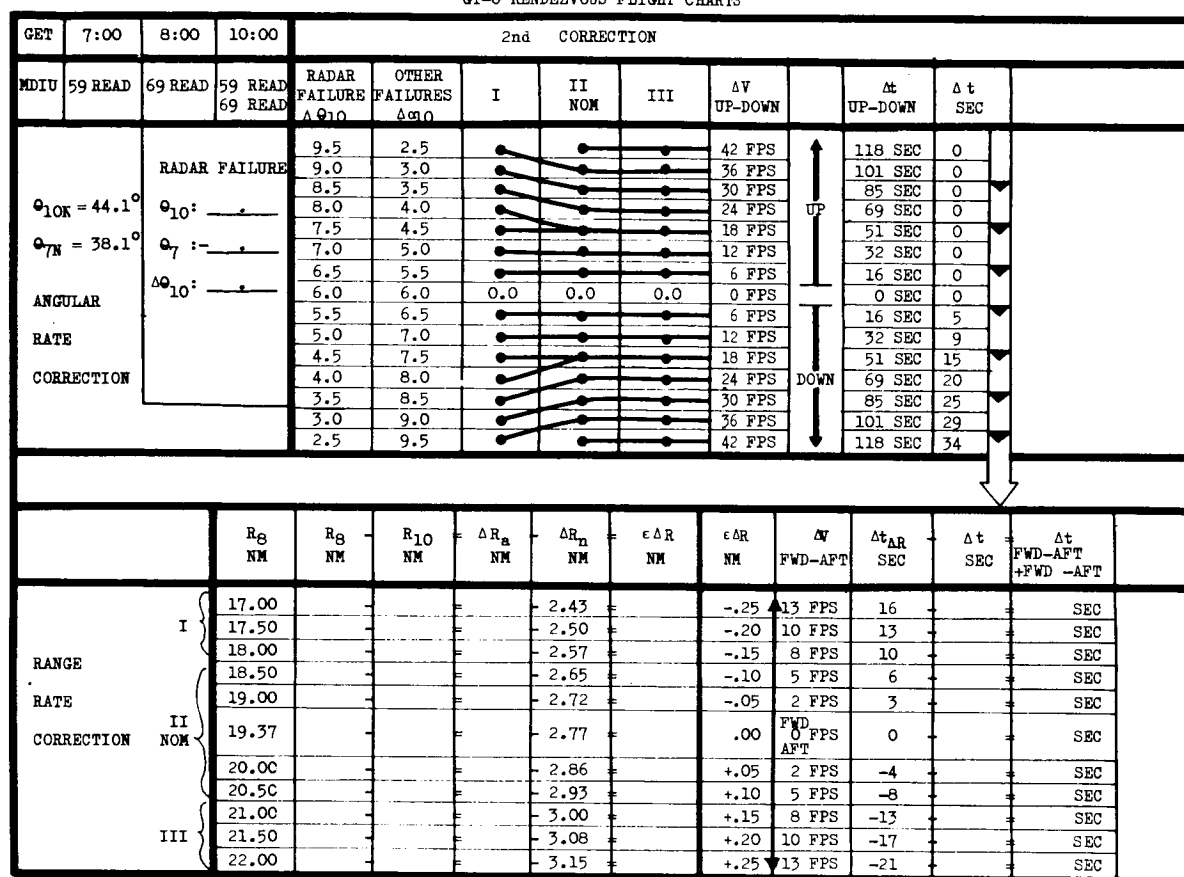 GT-6 RENDEZVOUS FLIGHT CHARTS
GET 7:00 8:00 10:00 2nd CORRECTION
MDIU 59 READ 69 READ 59 READ 69 READ RADAR FAILURE Δθ10 OTHER FAILURES Δα10 I II NOM III ΔV UP-DOWN Δt UP-DOWN Δt SEC
9.5 2.5 42 FPS 118 SEC 0
RADAR FAILURE 9.0 3.0 36 FPS 101 SEC 0
8.5 3.5 30 FPS 85 SEC 0
θ10K = 44.1° θ10: __.__ 8.0 4.0 24 FPS UP 69 SEC 0
7.5 4.5 18 FPS 51 SEC 0
θ7N = 38.1° θ7 :-__.__ 7.0 5.0 12 FPS 32 SEC 0
6.5 5.5 6 FPS 16 SEC 0
ANGULAR Δθ10: __.__ 6.0 6.0 0.0 0.0 0.0 0 FPS 0 SEC 0
5.5 6.5 6 FPS 16 SEC 5
RATE 5.0 7.0 12 FPS 32 SEC 9
4.5 7.5 18 FPS 51 SEC 15
CORRECTION 4.0 8.0 24 FPS DOWN 69 SEC 20
3.5 8.5 30 FPS 85 SEC 25
3.0 9.0 36 FPS 101 SEC 29
2.5 9.5 42 FPS 118 SEC 34
R8 NM R8 NM - R10 NM = ΔRa NM - ΔRn NM = εΔR NM εΔR NM ΔV FWD-AFT ΔtΔR SEC + Δt SEC = Δt FWD-AFT +FWD -AFT
17.00 - = - 2.43 = -.25 13 FPS 16 + = SEC
I 17.50 - = - 2.50 = -.20 10 FPS 13 + = SEC
18.00 - = - 2.57 = -.15 8 FPS 10 + = SEC
RANGE 18.50 - = - 2.65 = -.10 5 FPS 6 + = SEC
RATE 19.00 - = - 2.72 = -.05 2 FPS 3 + = SEC
CORRECTION II NOM 19.37 - = - 2.77 = .00 FWD 0 FPS AFT 0 + = SEC
20.00 - = - 2.86 = +.05 2 FPS -4 + = SEC
20.50 - = - 2.93 = +.10 5 FPS -8 + = SEC
21.00 - = - 3.00 = +.15 8 FPS -13 + = SEC
III 21.50 - = - 3.08 = +.20 10 FPS -17 + = SEC
22.00 - = - 3.15 = +.25 13 FPS -21 + = SEC